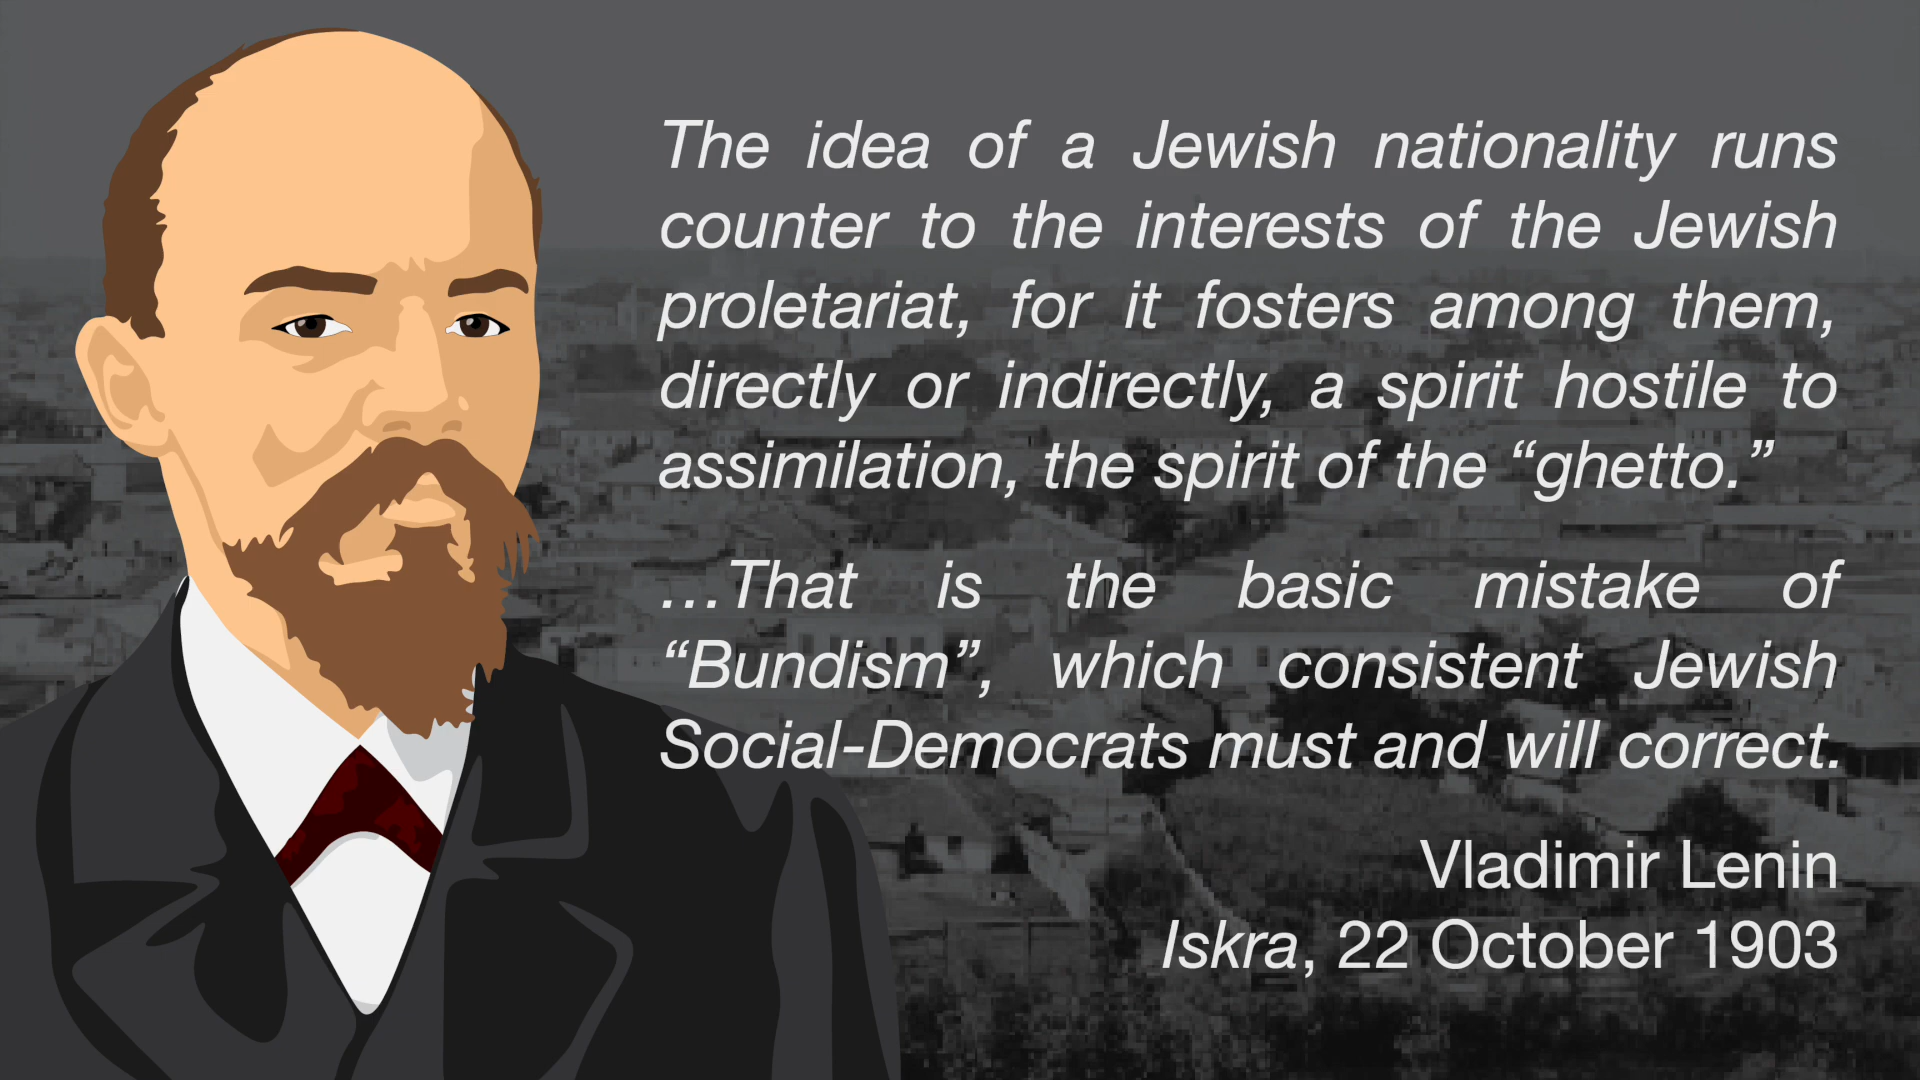 The idea of a Jewish nationality runs
counter to the interests of the Jewish
proletariat, for it fosters among them,
directly or indirectly, a spirit hostile to
assimilation, the spirit of the “ghetto.”
…That is the basic mistake of
“Bundism”, which consistent Jewish
Social-Democrats must and will correct.
Vladimir Lenin
Iskra, 22 October 1903